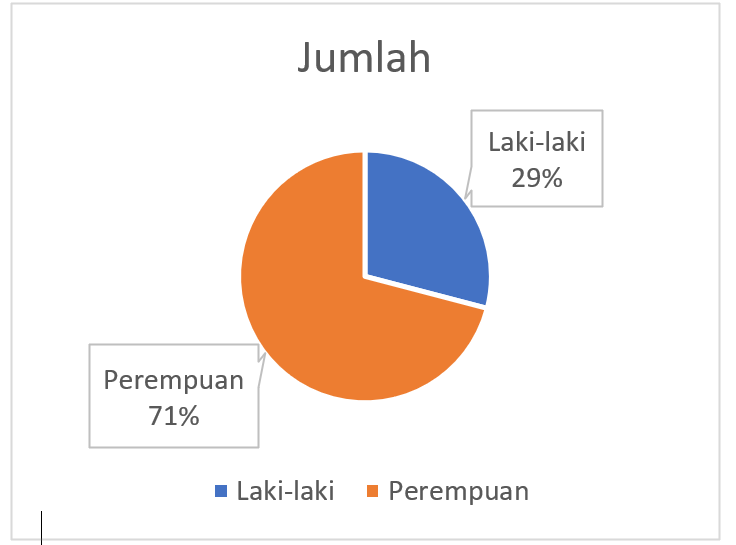 Jumlah
Laki-laki
29%
Perempuan
71%
Laki-laki Perempuan